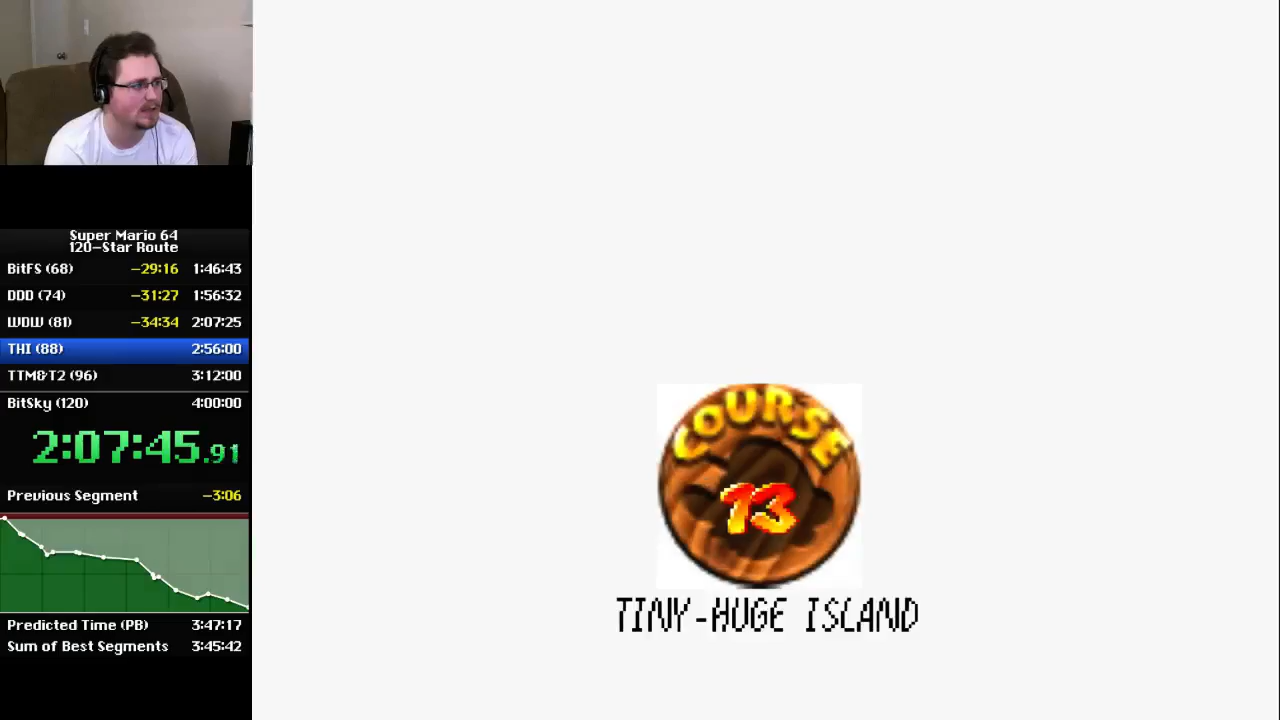 Super Mario 64
120-Star Route
BitFS (68) -29:16 1:46:43
DDD (74) -31:27 1:56:32
WDW (81) -34:34 2:07:25
THI (88) 2:56:00
TTM&T2 (96) 3:12:00
BitSky (120) 4:00:00
2:07:45.91
Previous Segment -3:06
Predicted Time (PB) 3:47:17
Sum of Best Segments 3:45:42
COURSE
13
TINY-HUGE ISLAND